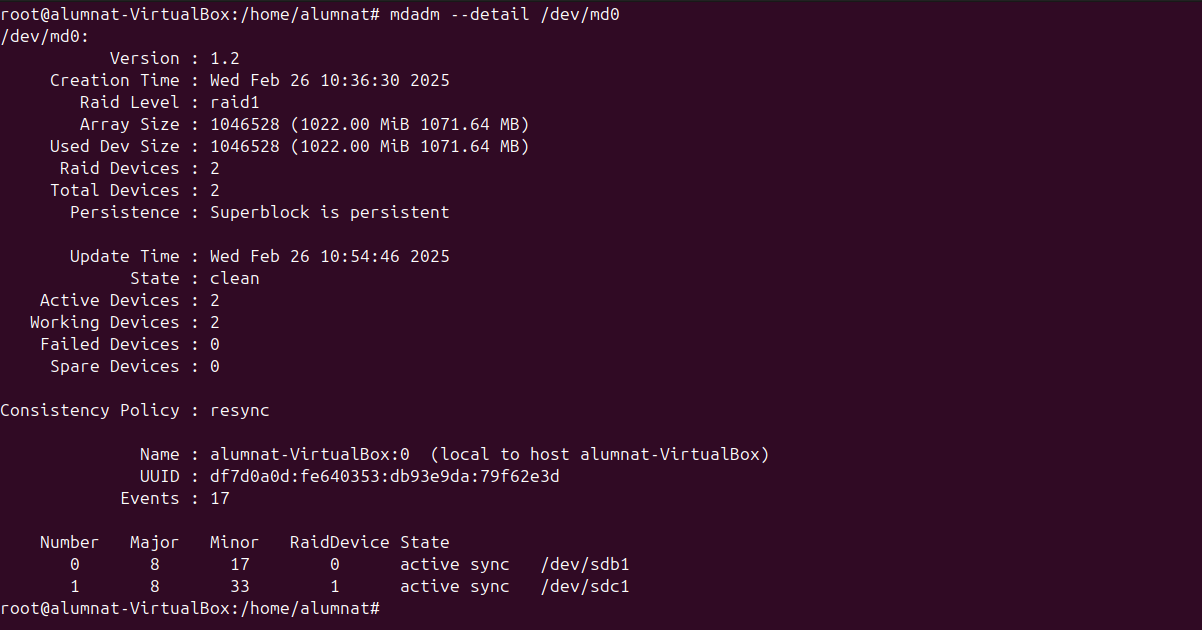 root@alumnat-VirtualBox:/home/alumnat# mdadm --detail /dev/md0
/dev/md0:
           Version : 1.2
     Creation Time : Wed Feb 26 10:36:30 2025
        Raid Level : raid1
        Array Size : 1046528 (1022.00 MiB 1071.64 MB)
     Used Dev Size : 1046528 (1022.00 MiB 1071.64 MB)
      Raid Devices : 2
     Total Devices : 2
       Persistence : Superblock is persistent

       Update Time : Wed Feb 26 10:54:46 2025
             State : clean
    Active Devices : 2
   Working Devices : 2
    Failed Devices : 0
     Spare Devices : 0

Consistency Policy : resync

              Name : alumnat-VirtualBox:0  (local to host alumnat-VirtualBox)
              UUID : df7d0a0d:fe640353:db93e9da:79f62e3d
            Events : 17

    Number   Major   Minor   RaidDevice State
       0       8       17        0      active sync   /dev/sdb1
       1       8       33        1      active sync   /dev/sdc1
root@alumnat-VirtualBox:/home/alumnat#